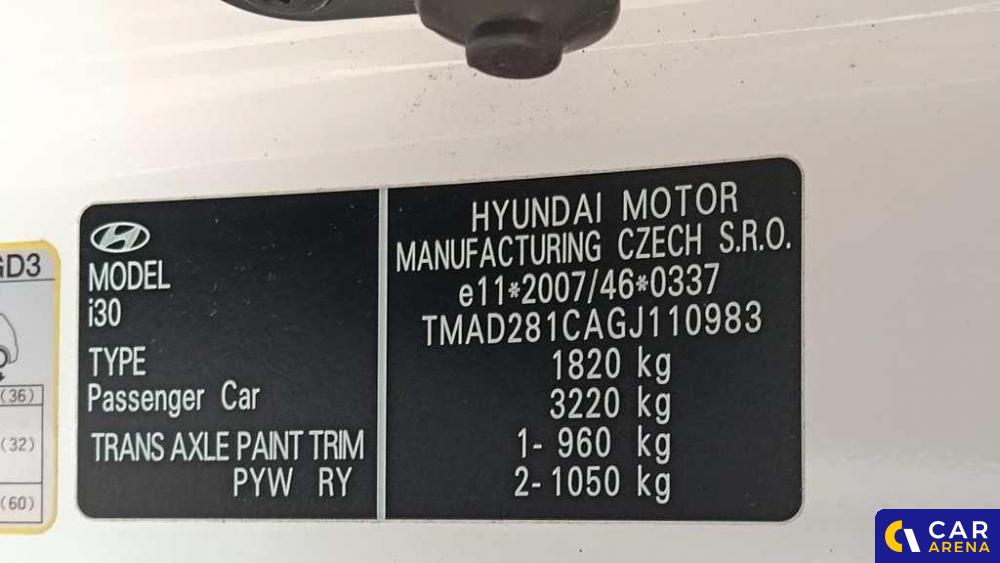 GD3
(36)
(32)
(60)
MODEL
i30
TYPE
Passenger Car
TRANS AXLE PAINT TRIM
PYW RY
HYUNDAI MOTOR
MANUFACTURING CZECH S.R.O.
e11*2007/46*0337
TMAD281CAGJ110983
1820 kg
3220 kg
1- 960 kg
2- 1050 kg
CAR
ARENA